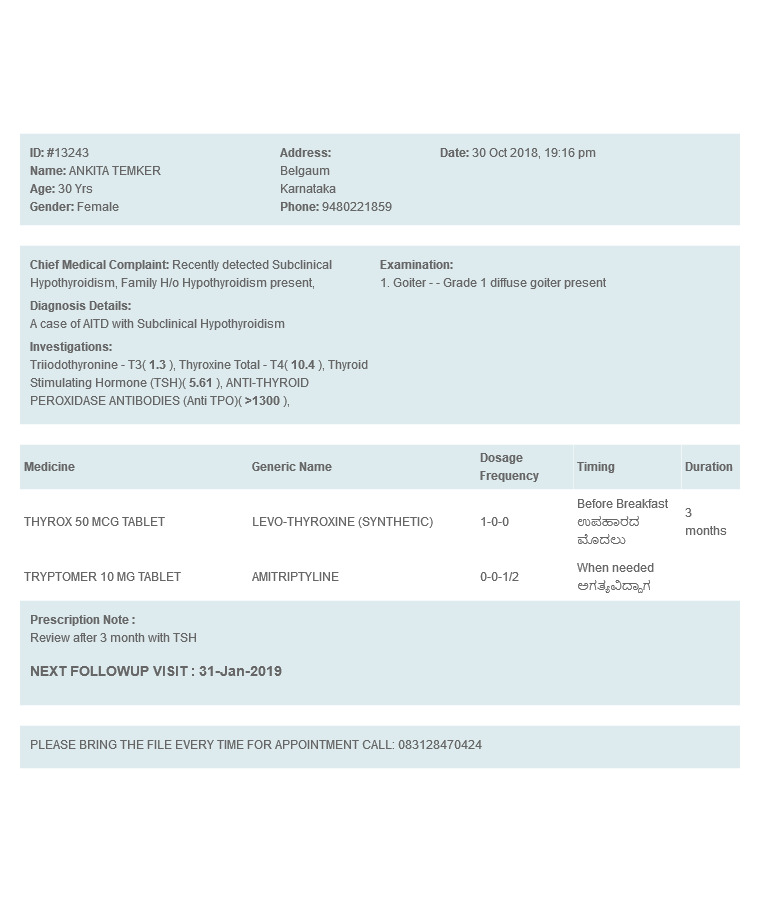 ID: #13243
Name: ANKITA TEMKER
Age: 30 Yrs
Gender: Female
Address:
Belgaum
Karnataka
Phone: 9480221859
Date: 30 Oct 2018, 19:16 pm
Chief Medical Complaint: Recently detected Subclinical
Hypothyroidism, Family H/o Hypothyroidism present,
Diagnosis Details:
A case of AITD with Subclinical Hypothyroidism
Investigations:
Triiodothyronine - T3( 1.3 ), Thyroxine Total - T4( 10.4 ), Thyroid
Stimulating Hormone (TSH)( 5.61 ), ANTI-THYROID
PEROXIDASE ANTIBODIES (Anti TPO)( >1300 ),
Examination:
1. Goiter - - Grade 1 diffuse goiter present
Medicine Generic Name Dosage Frequency Timing Duration
THYROX 50 MCG TABLET LEVO-THYROXINE (SYNTHETIC) 1-0-0 Before Breakfast ಉಪಹಾರದ ಮೊದಲು 3 months
TRYPTOMER 10 MG TABLET AMITRIPTYLINE 0-0-1/2 When needed ಅಗತ್ಯವಿದ್ದಾಗ
Prescription Note :
Review after 3 month with TSH
NEXT FOLLOWUP VISIT : 31-Jan-2019
PLEASE BRING THE FILE EVERY TIME FOR APPOINTMENT CALL: 083128470424